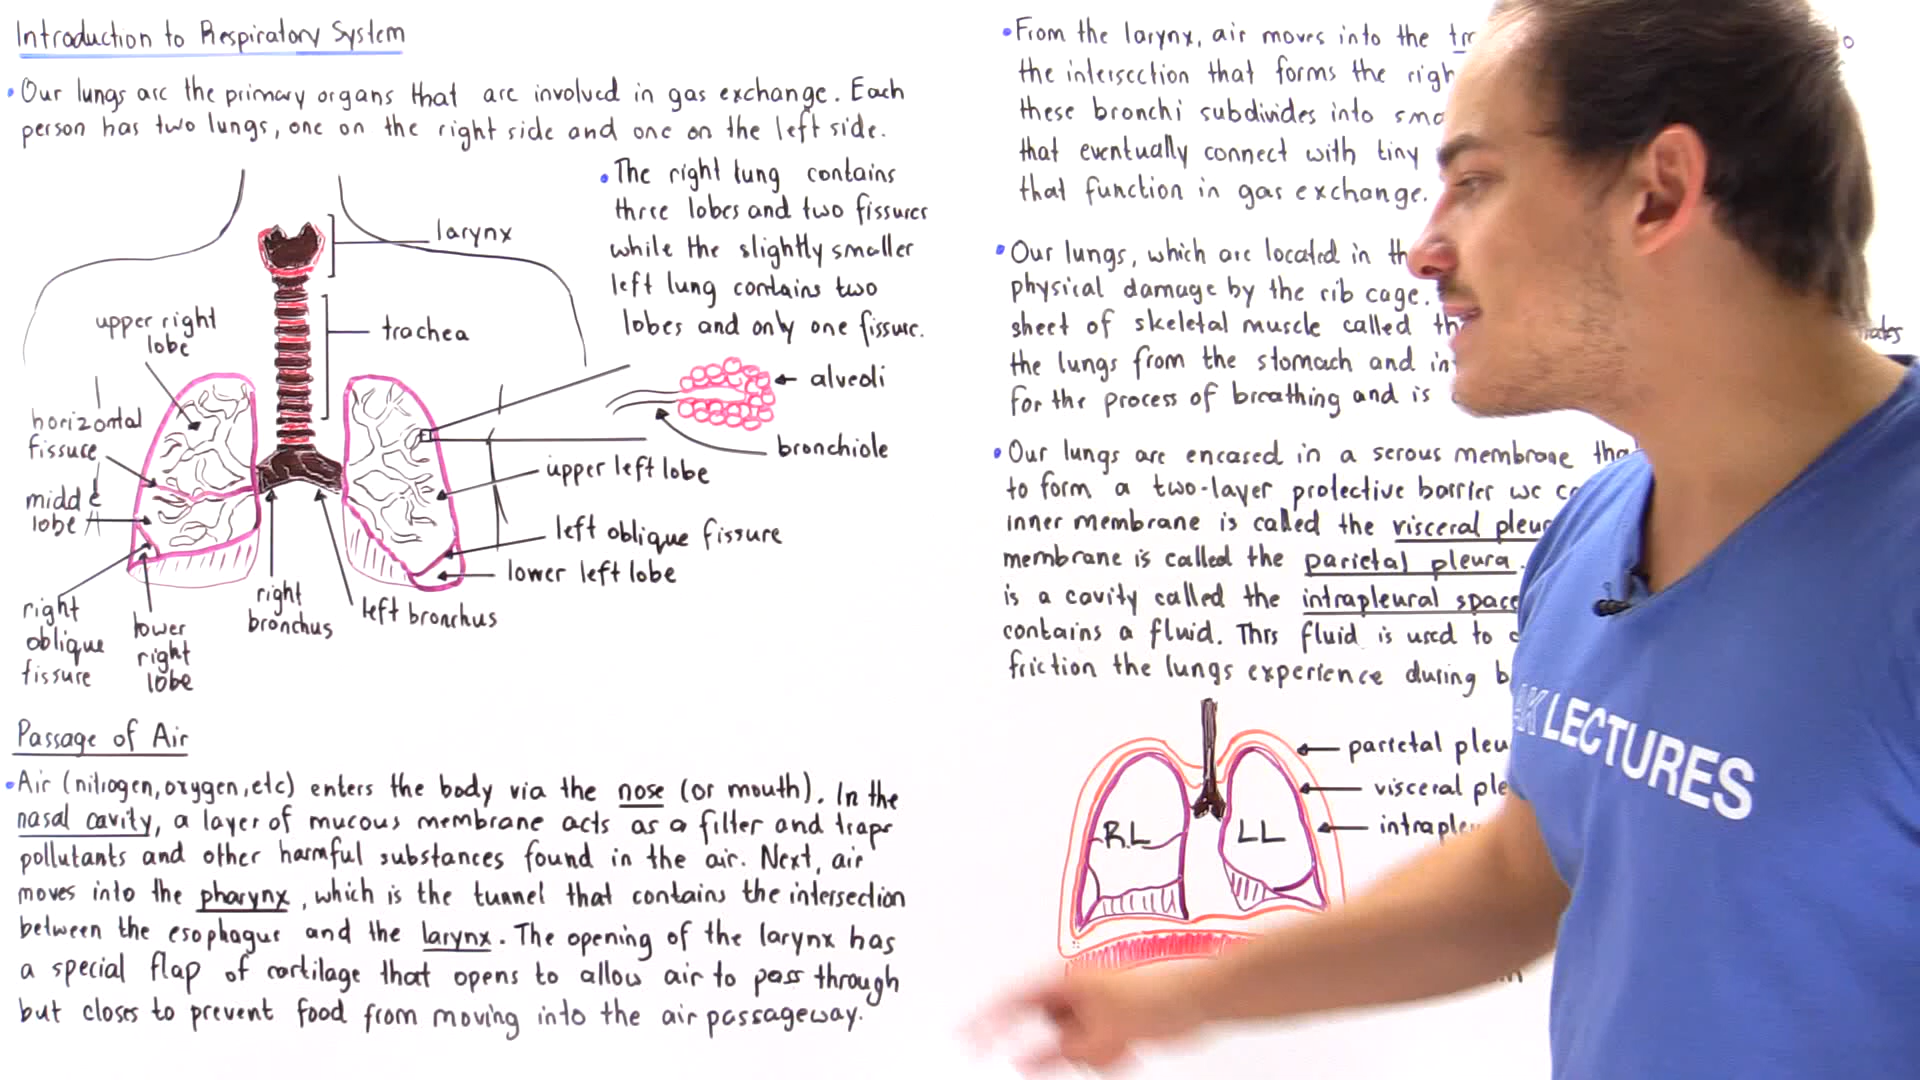 Introduction to Respiratory System
• Our lungs are the primary organs that are involved in gas exchange. Each
person has two lungs, one on the right side and one on the left side.
• The right lung contains
three lobes and two fissures
while the slightly smaller
left lung contains two
lobes and only one fissure.
larynx
trachea
upper right
lobe
horizontal
fissure
middle
lobe
right
oblique
fissure
lower
right
lobe
right
bronchus
left bronchus
alveoli
bronchiole
upper left lobe
left oblique fissure
lower left lobe
Passage of Air
• Air (nitrogen, oxygen, etc) enters the body via the nose (or mouth). In the
nasal cavity, a layer of mucous membrane acts as a filter and traps
pollutants and other harmful substances found in the air. Next, air
moves into the pharynx, which is the tunnel that contains the intersection
between the esophagus and the larynx. The opening of the larynx has
a special flap of cartilage that opens to allow air to pass through
but closes to prevent food from moving into the air passageway.
• From the larynx, air moves into the
the intersection that forms the
these bronchi subdivides into
that eventually connect with tiny
that function in gas exchange.
• Our lungs, which are located in
physical damage by the rib cage.
sheet of skeletal muscle called
the lungs from the stomach and
for the process of breathing and is
• Our lungs are encased in a serous membrane
to form a two-layer protective barrier we
inner membrane is called the visceral
membrane is called the parietal pleura.
is a cavity called the intrapleural space
contains a fluid. This fluid is used to
friction the lungs experience during
parietal
visceral
R.L
LL
AK LECTURES